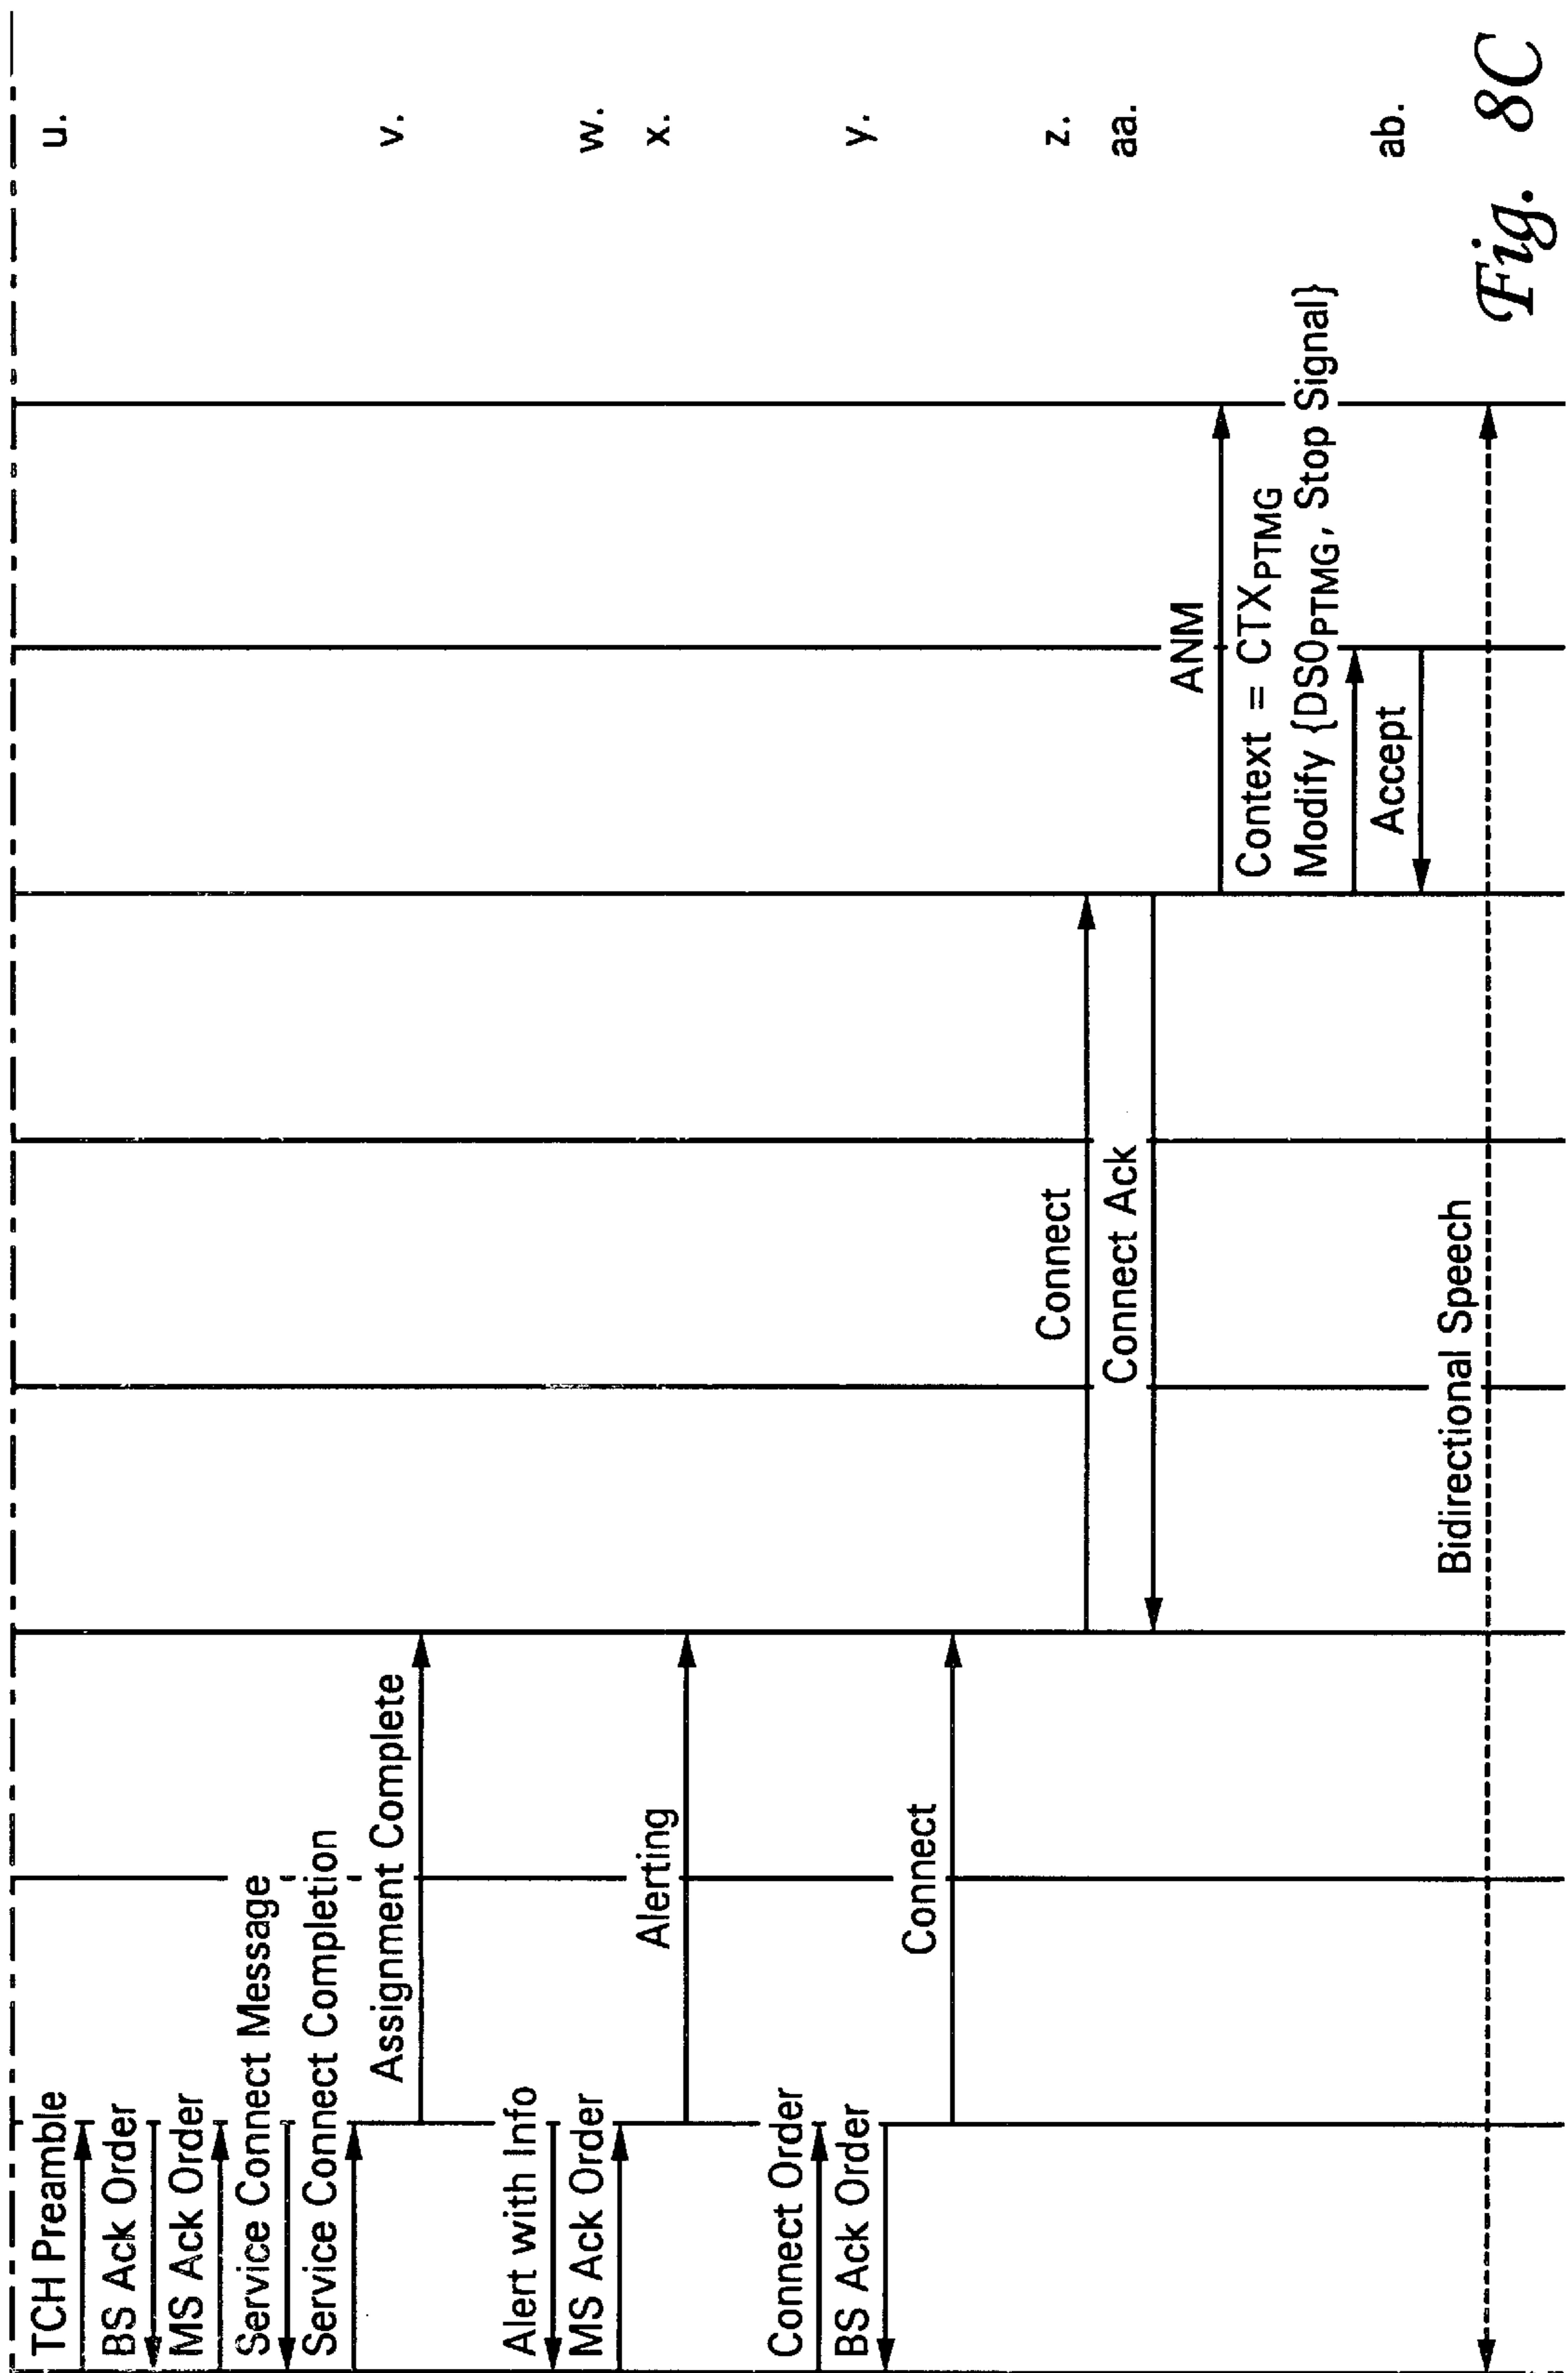 u.
TCH Preamble
BS Ack Order
MS Ack Order
Service Connect Message
Service Connect Completion
v.
Assignment Complete
Alert with Info
w.
MS Ack Order
x.
Alerting
Connect Order
y.
BS Ack Order
Connect
z.
Connect
aa.
Connect Ack
ANM
Context = CTXPTMG
Modify {DSOPTMG, Stop Signal}
Accept
ab.
Bidirectional Speech
Fig. 8C